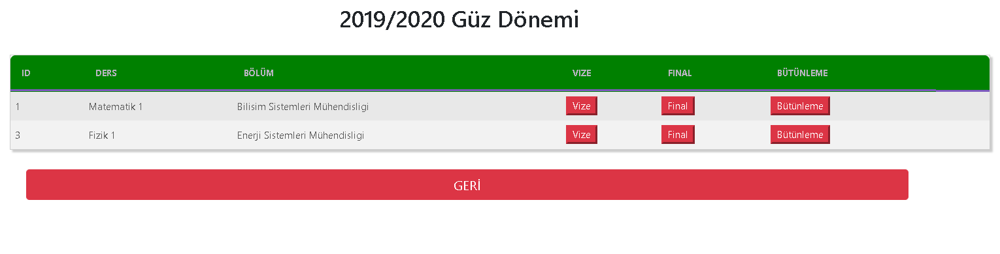 2019/2020 Güz Dönemi
ID DERS BÖLÜM VIZE FINAL BÜTÜNLEME
1 Matematik 1 Bilisim Sistemleri Mühendisligi Vize Final Bütünleme
3 Fizik 1 Enerji Sistemleri Mühendisligi Vize Final Bütünleme
GERİ